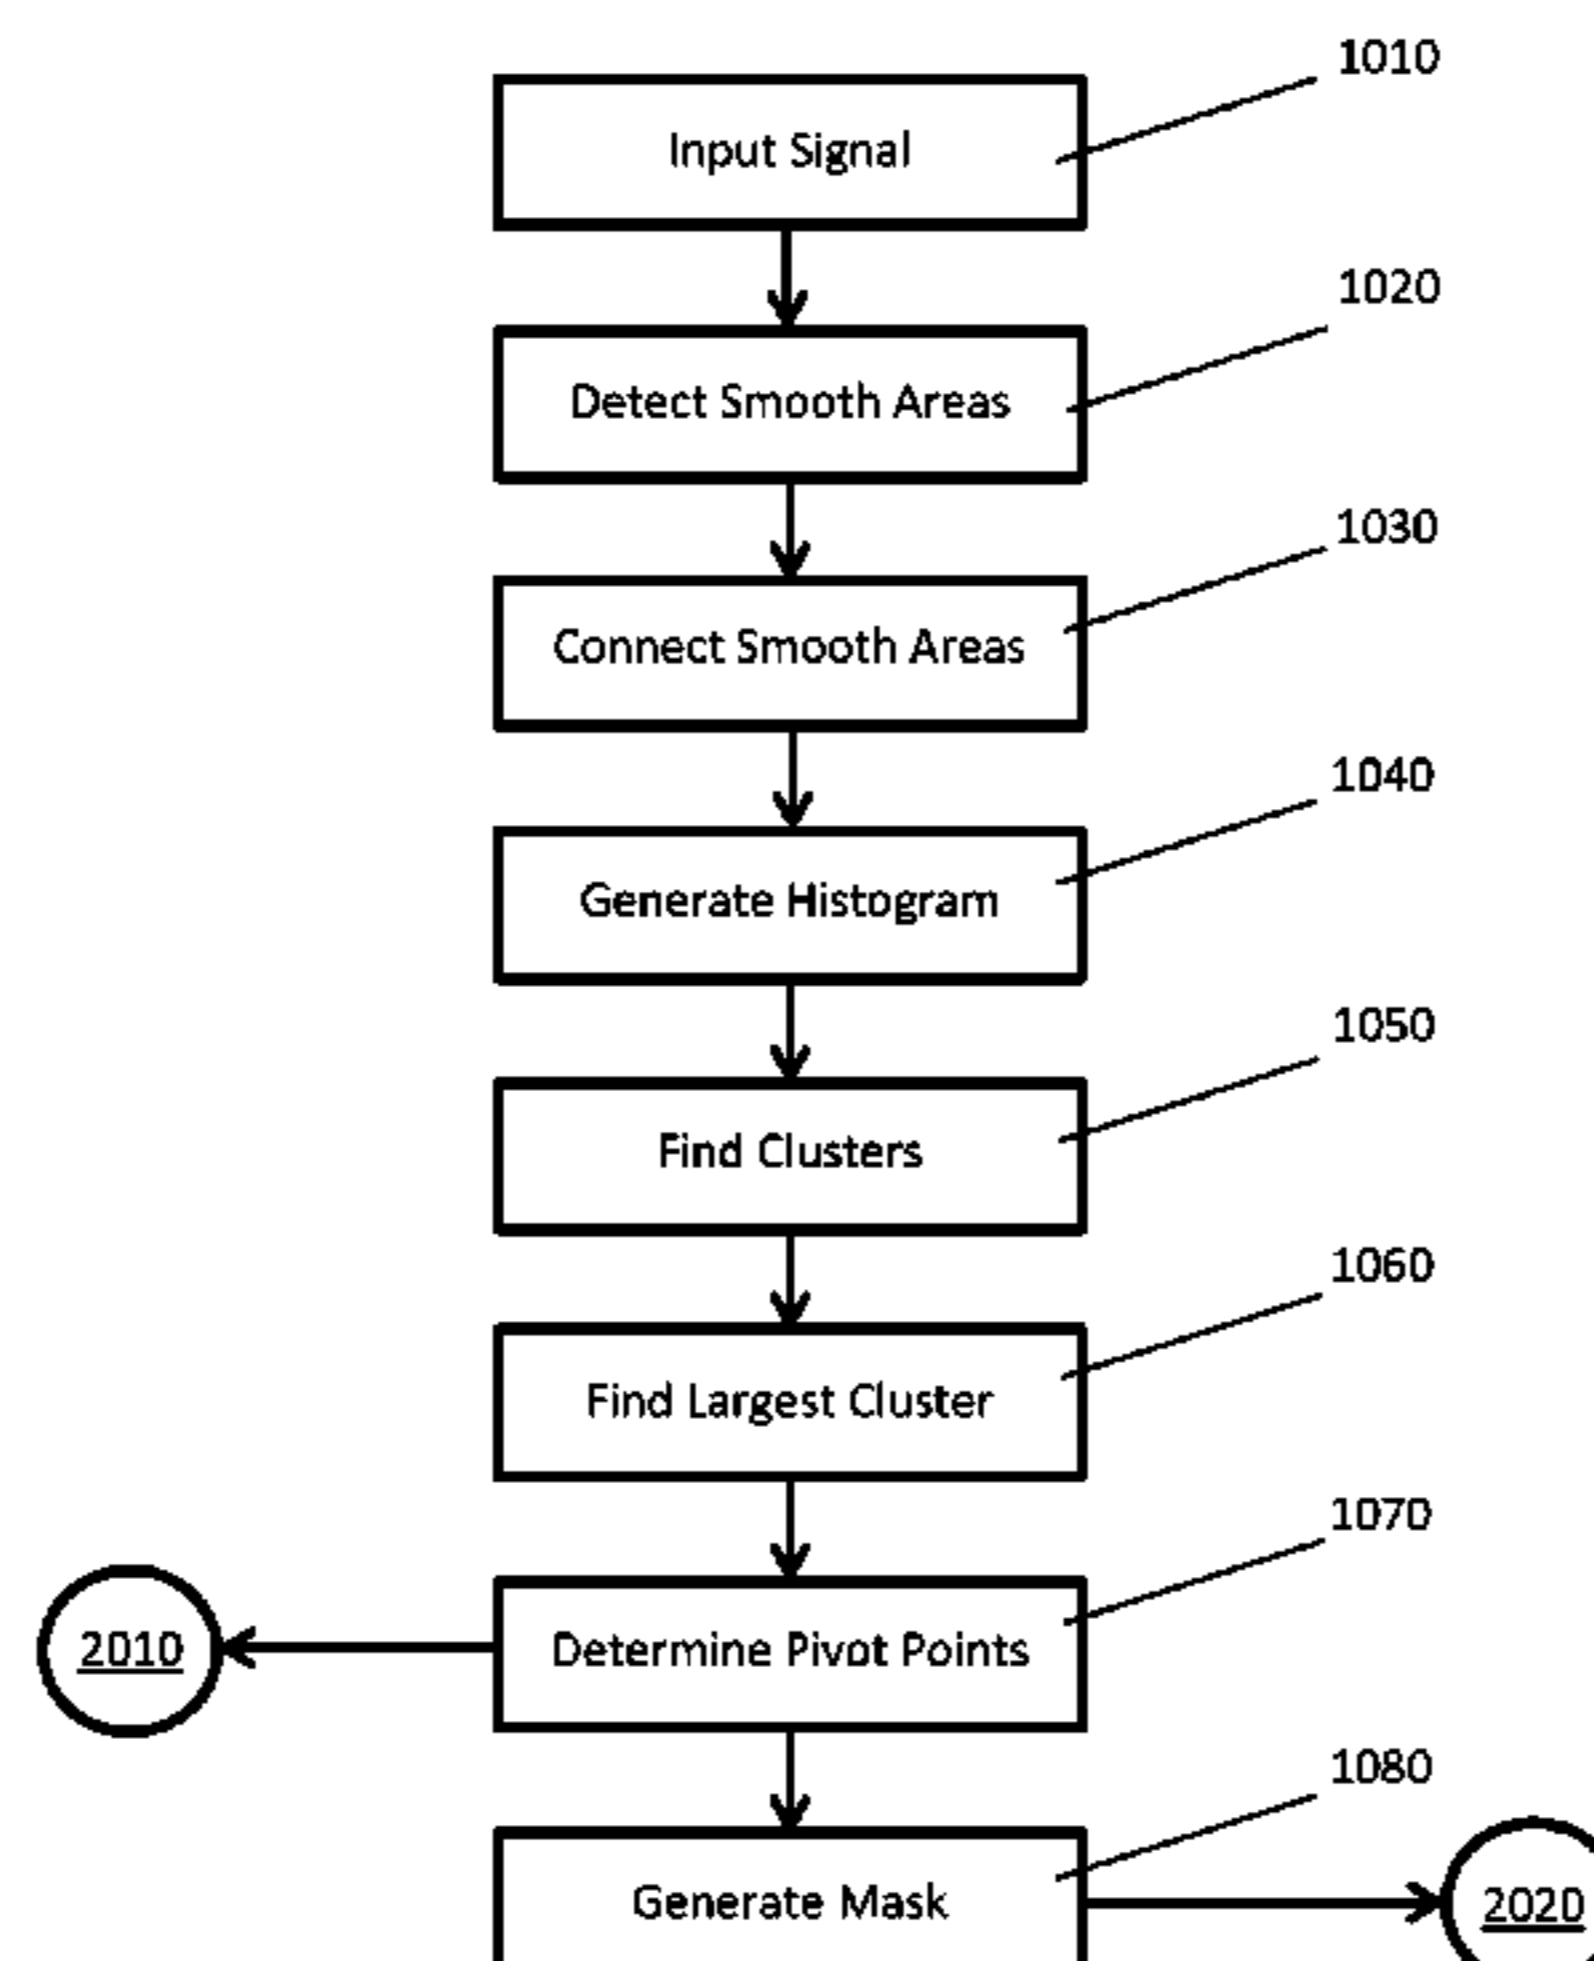 1010
Input Signal
1020
Detect Smooth Areas
1030
Connect Smooth Areas
1040
Generate Histogram
1050
Find Clusters
1060
Find Largest Cluster
1070
2010
Determine Pivot Points
1080
Generate Mask
2020